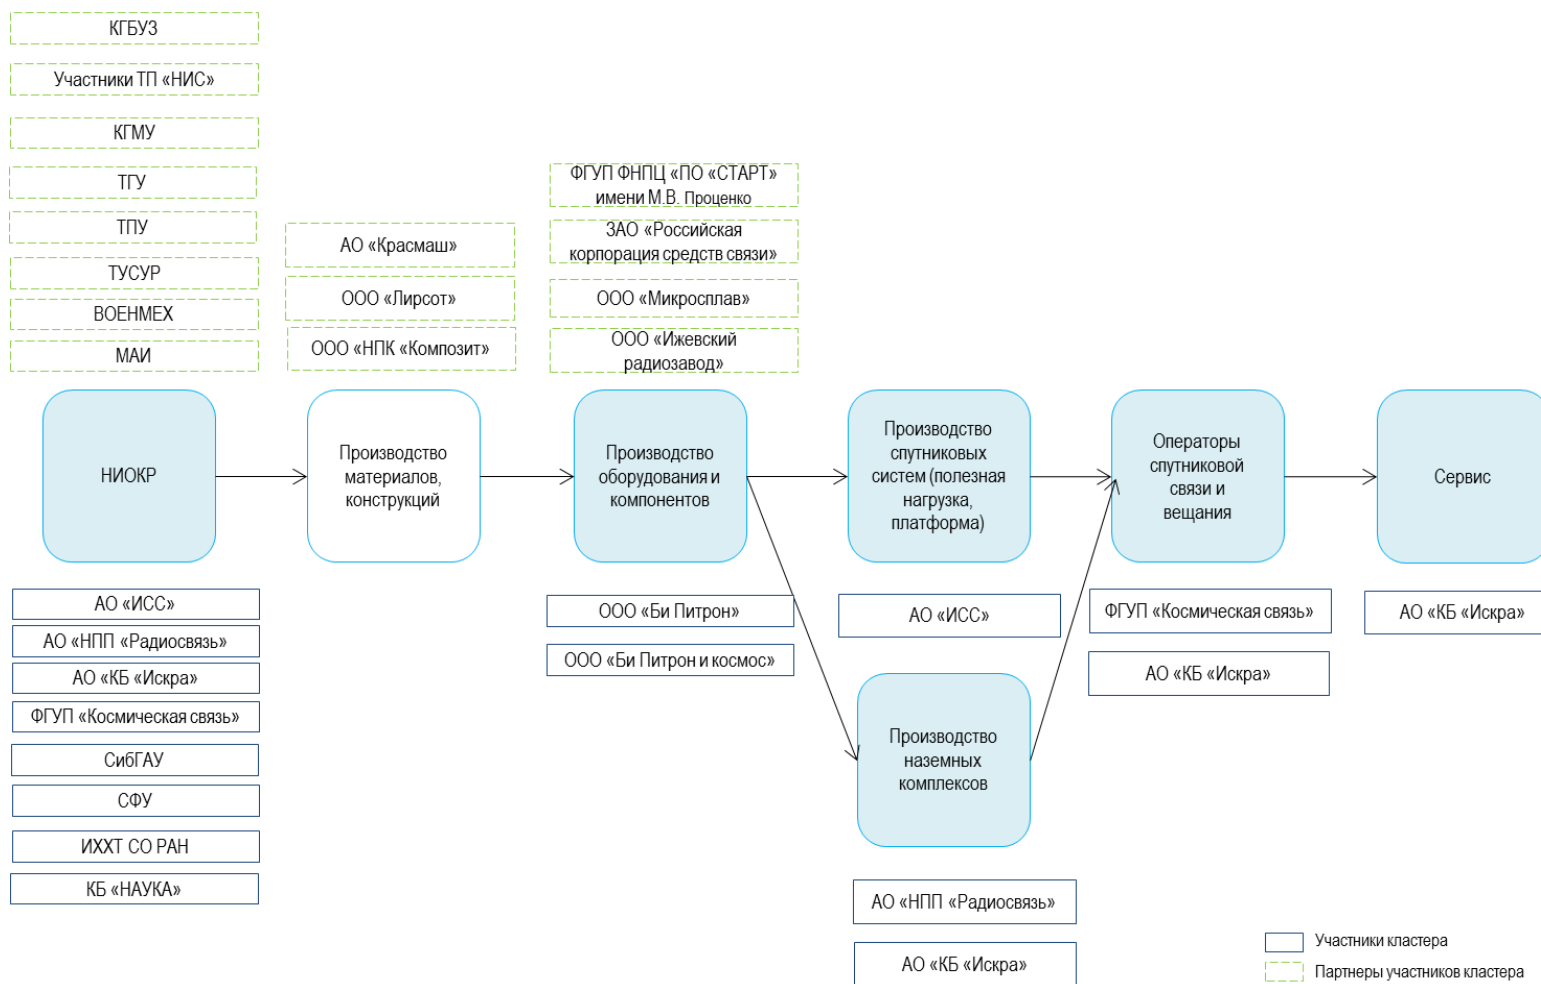 КГБУЗ
Участники ТП «НИС»
КГМУ
ТГУ
ТПУ
ТУСУР
ВОЕНМЕХ
МАИ
АО «Красмаш»
ООО «Лирсот»
ООО «НПК «Композит»
ФГУП ФНПЦ «ПО «СТАРТ»
имени М.В. Проценко
ЗАО «Российская
корпорация средств связи»
ООО «Микросплав»
ООО «Ижевский
радиозавод»
НИОКР
Производство
материалов,
конструкций
Производство
оборудования и
компонентов
Производство
спутниковых
систем (полезная
нагрузка,
платформа)
Операторы
спутниковой
связи и
вещания
Сервис
АО «ИСС»
АО «НПП «Радиосвязь»
АО «КБ «Искра»
ФГУП «Космическая связь»
СибГАУ
СФУ
ИХХТ СО РАН
КБ «НАУКА»
ООО «Би Питрон»
ООО «Би Питрон и космос»
АО «ИСС»
Производство
наземных
комплексов
АО «НПП «Радиосвязь»
АО «КБ «Искра»
ФГУП «Космическая связь»
АО «КБ «Искра»
АО «КБ «Искра»
Участники кластера
Партнеры участников кластера